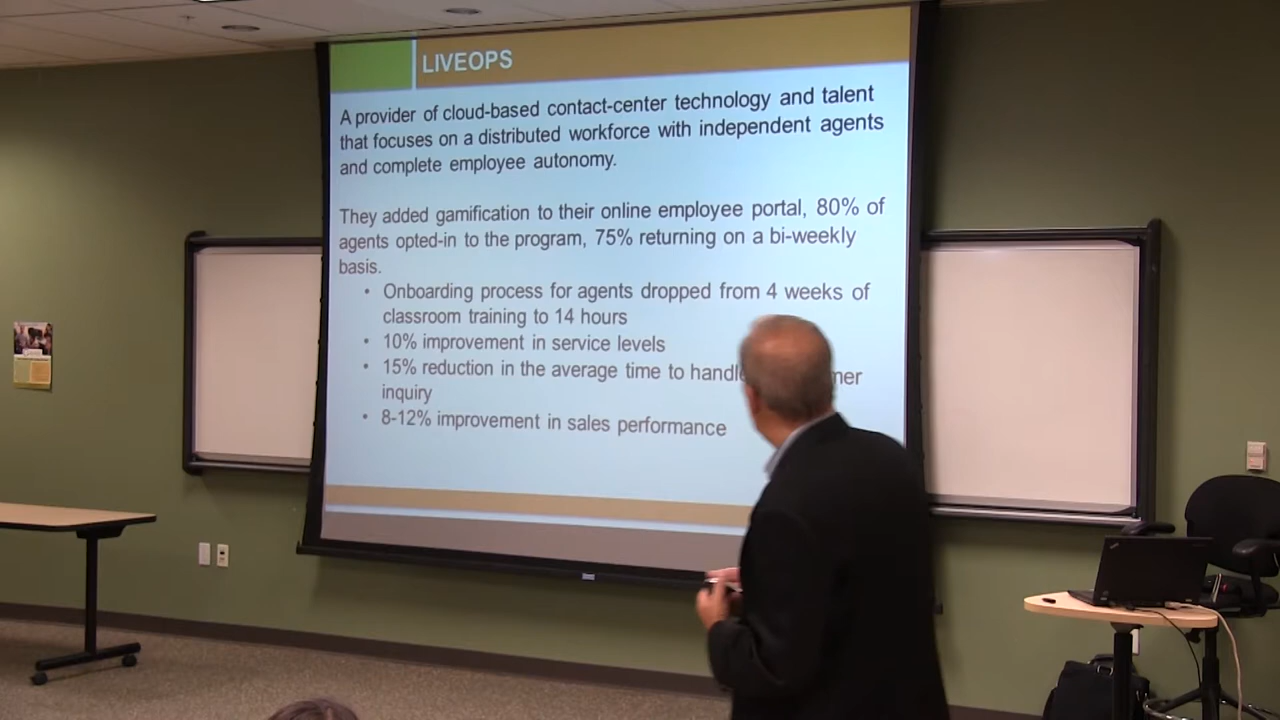 LIVEOPS
A provider of cloud-based contact-center technology and talent
that focuses on a distributed workforce with independent agents
and complete employee autonomy.
They added gamification to their online employee portal, 80% of
agents opted-in to the program, 75% returning on a bi-weekly
basis.
• Onboarding process for agents dropped from 4 weeks of
classroom training to 14 hours
• 10% improvement in service levels
• 15% reduction in the average time to
inquiry
• 8-12% improvement in sales performance